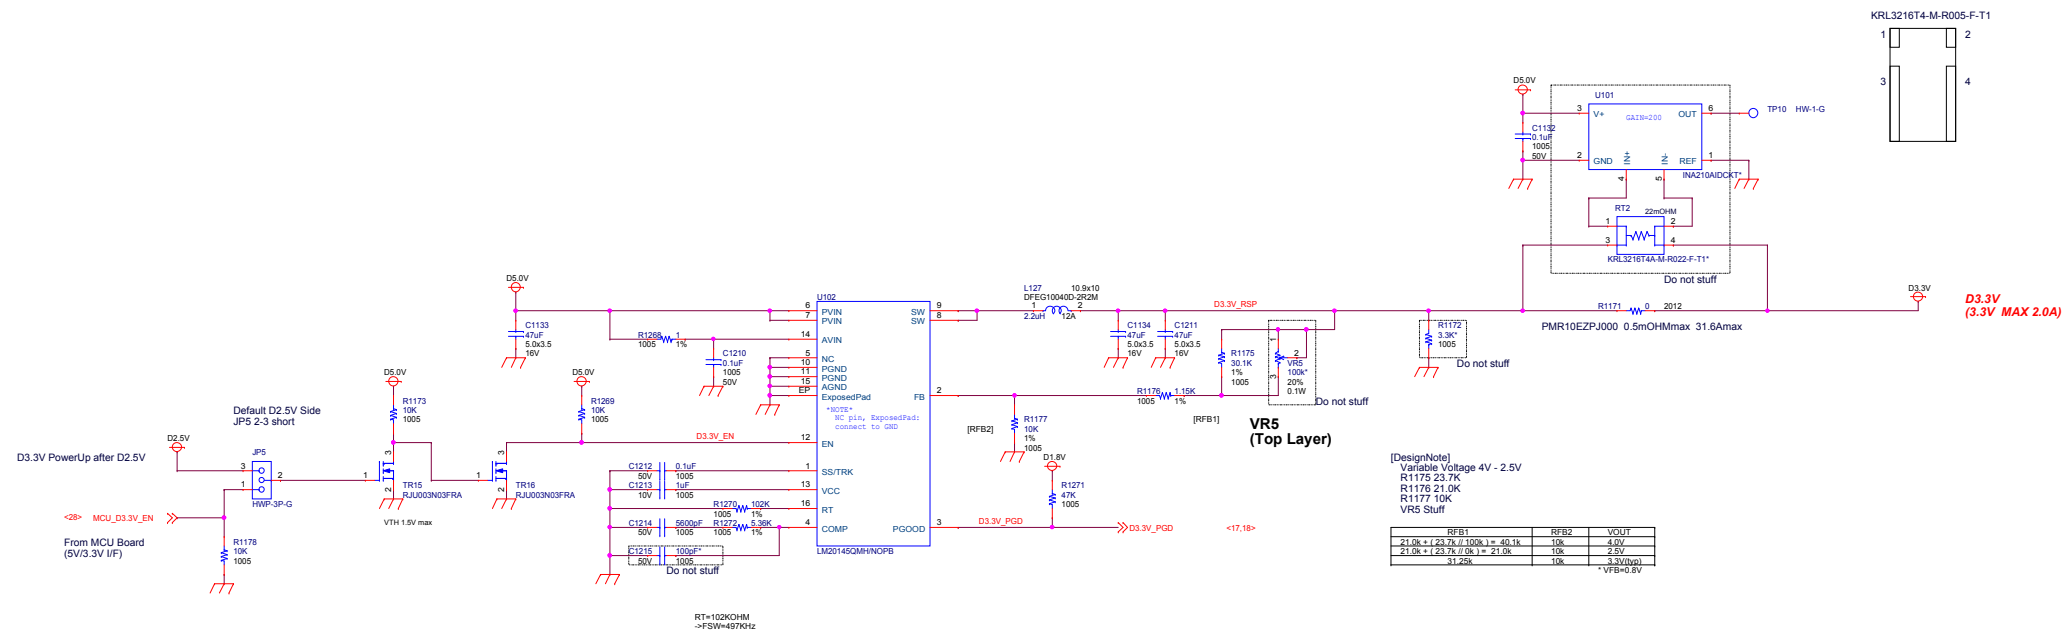 KRL3216T4-M-R005-F-T1
1
2
3
4
D5.0V
U101
3
V+
GAIN=200
OUT
6
TP10 HW-1-G
C1132
0.1uF
1005
50V
2
GND
IN+
IN-
REF
1
INA210AIDCKT*
4
5
RT2
22mOHM
1
2
3
4
KRL3216T4A-M-R022-F-T1*
Do not stuff
D5.0V
U102
6
PVIN
7
PVIN
14
AVIN
5
NC
10
PGND
11
PGND
15
AGND
EP
ExposedPad
*NOTE*
NC pin, ExposedPad:
connect to GND
12
EN
1
SS/TRK
13
VCC
16
RT
4
COMP
SW
9
SW
8
FB
2
PGOOD
3
LM20145QMH/NOPB
C1133
47uF
5.0x3.5
16V
R1268
1
1005
1%
C1210
0.1uF
1005
50V
L127
10.9x10
DFEG10040D-2R2M
1
2
2.2uH
12A
D3.3V_RSP
C1134
47uF
5.0x3.5
16V
C1211
47uF
5.0x3.5
16V
R1175
30.1K
1%
1005
1
2
3
VR5
100k*
20%
0.1W
Do not stuff
R1172
3.3K*
1005
Do not stuff
R1171
0
2012
PMR10EZPJ000 0.5mOHMmax 31.6Amax
D3.3V
D3.3V
(3.3V MAX 2.0A)
R1176
1.15K
1005
1%
[RFB1]
[RFB2]
R1177
10K
1%
1005
VR5
(Top Layer)
Default D2.5V Side
JP5 2-3 short
D3.3V PowerUp after D2.5V
D2.5V
JP5
3
2
1
HWP-3P-G
<28> MCU_D3.3V_EN
From MCU Board
(5V/3.3V I/F)
R1178
10K
1005
D5.0V
R1173
10K
1005
1
3
2
TR15
RJU003N03FRA
VTH 1.5V max
1
3
2
TR16
RJU003N03FRA
D5.0V
R1269
10K
1005
D3.3V_EN
C1212
0.1uF
50V
1005
C1213
1uF
10V
1005
R1270
102K
1005
1%
C1214
5600pF
50V
1005
R1272
5.36K
1005
1%
C1215
100pF*
50V
1005
Do not stuff
RT=102KOHM
->FSW=497KHz
D1.8V
R1271
47K
1005
D3.3V_PGD
D3.3V_PGD
<17,18>
[DesignNote]
Variable Voltage 4V - 2.5V
R1175 23.7K
R1176 21.0K
R1177 10K
VR5 Stuff
RFB1 RFB2 VOUT
21.0k + ( 23.7k // 100k ) = 40.1k 10k 4.0V
21.0k + ( 23.7k // 0k ) = 21.0k 10k 2.5V
31.25k 10k 3.3V(typ)
* VFB=0.8V